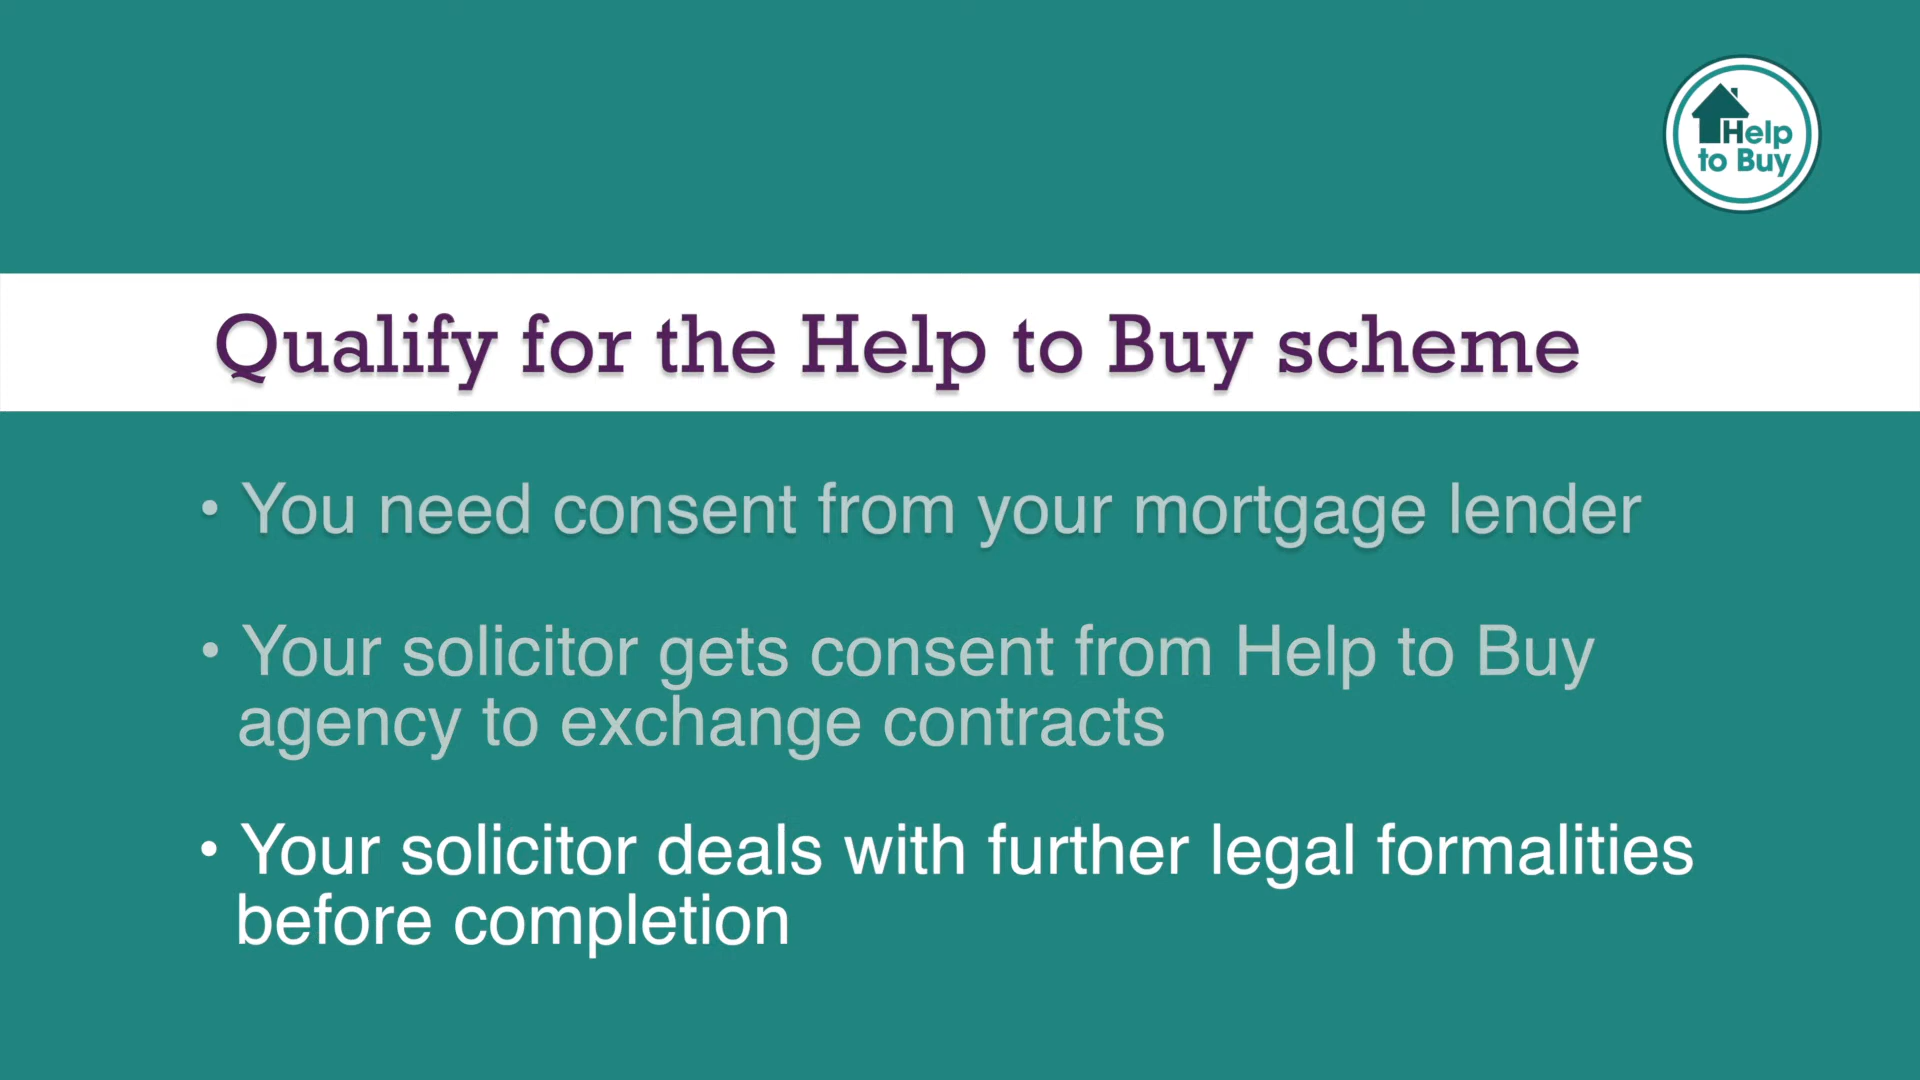 Help
to Buy
Qualify for the Help to Buy scheme
• You need consent from your mortgage lender
• Your solicitor gets consent from Help to Buy
agency to exchange contracts
• Your solicitor deals with further legal formalities
before completion